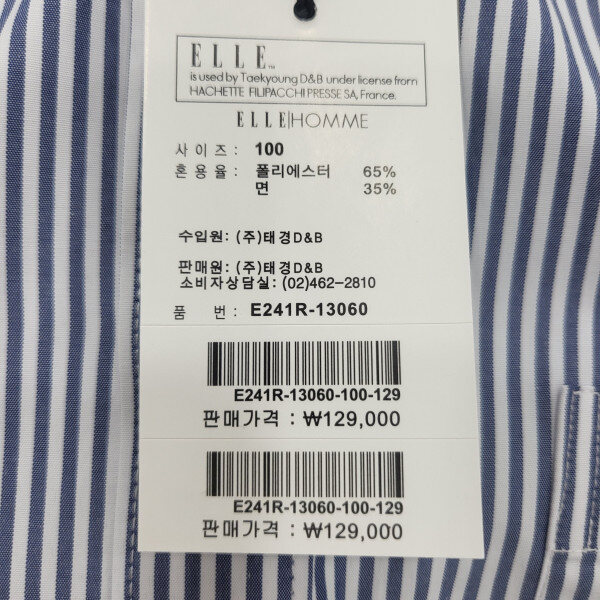 ELLE™
is used by Taekyoung D&B under license from
HACHETTE FILIPACCHI PRESSE SA, France.
ELLE|HOMME
사 이 즈 : 100
혼 용 율 : 폴리에스터 65%
면 35%
수입원: (주)태경D&B
판매원: (주)태경D&B
소비자상담실: (02)462-2810
품 번 : E241R-13060
E241R-13060-100-129
판매가격 : ₩129,000
E241R-13060-100-129
판매가격 : ₩129,000